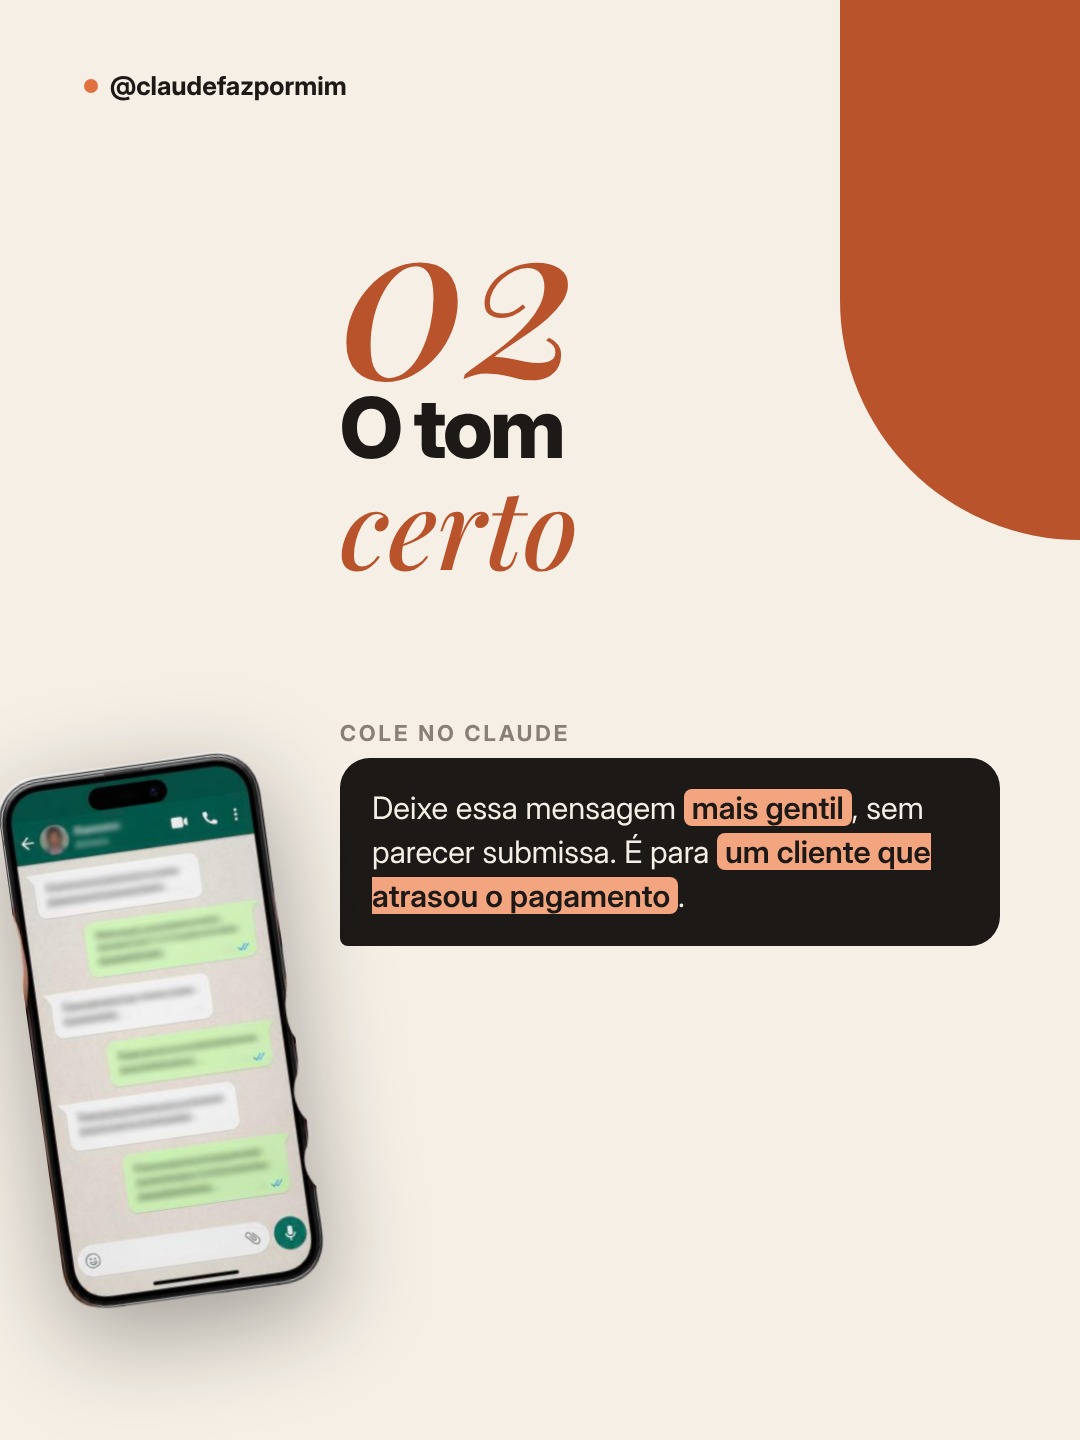 @claudefazpormim
02
O tom
certo
COLE NO CLAUDE
Deixe essa mensagem mais gentil, sem
parecer submissa. É para um cliente que
atrasou o pagamento.